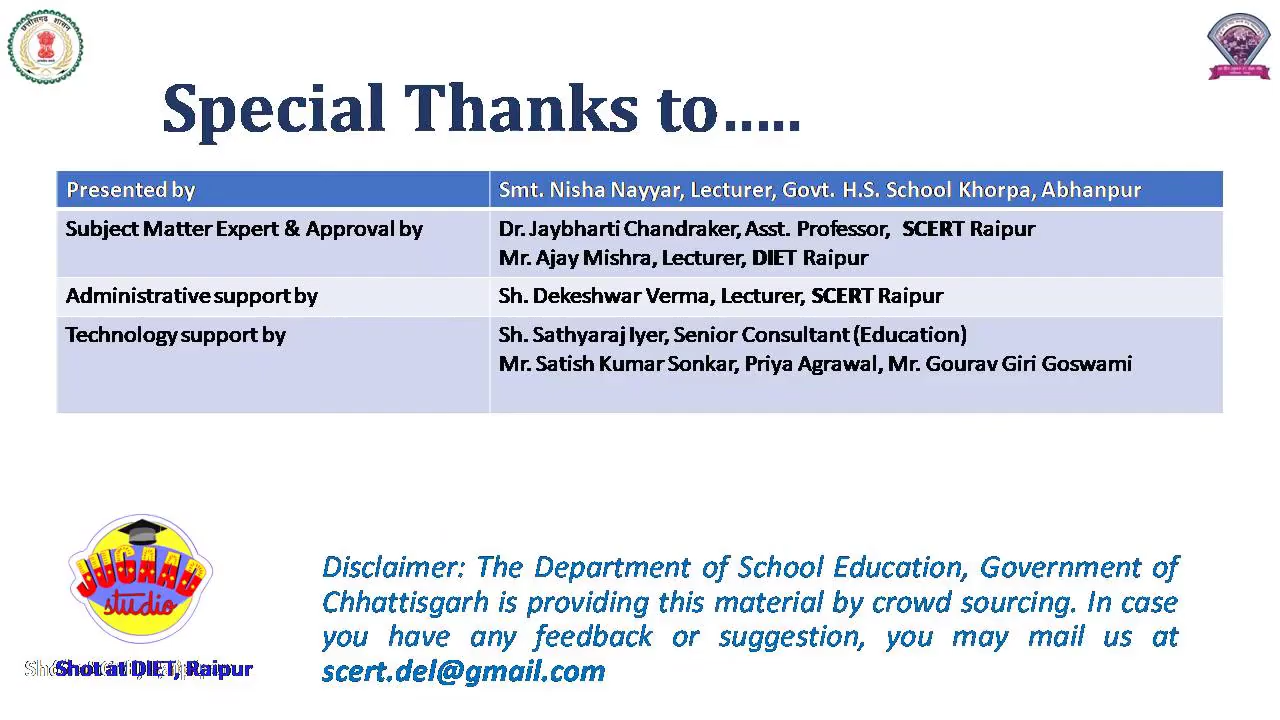 छत्तीसगढ़ शासन
Special Thanks to…..
Presented by
Smt. Nisha Nayyar, Lecturer, Govt. H.S. School Khorpa, Abhanpur
Subject Matter Expert & Approval by
Dr. Jaybharti Chandraker, Asst. Professor, SCERT Raipur
Mr. Ajay Mishra, Lecturer, DIET Raipur
Administrative support by
Sh. Dekeshwar Verma, Lecturer, SCERT Raipur
Technology support by
Sh. Sathyaraj Iyer, Senior Consultant (Education)
Mr. Satish Kumar Sonkar, Priya Agrawal, Mr. Gourav Giri Goswami
JUGAAD
studio
Shot at DIET, Raipur
Disclaimer: The Department of School Education, Government of
Chhattisgarh is providing this material by crowd sourcing. In case
you have any feedback or suggestion, you may mail us at
scert.del@gmail.com